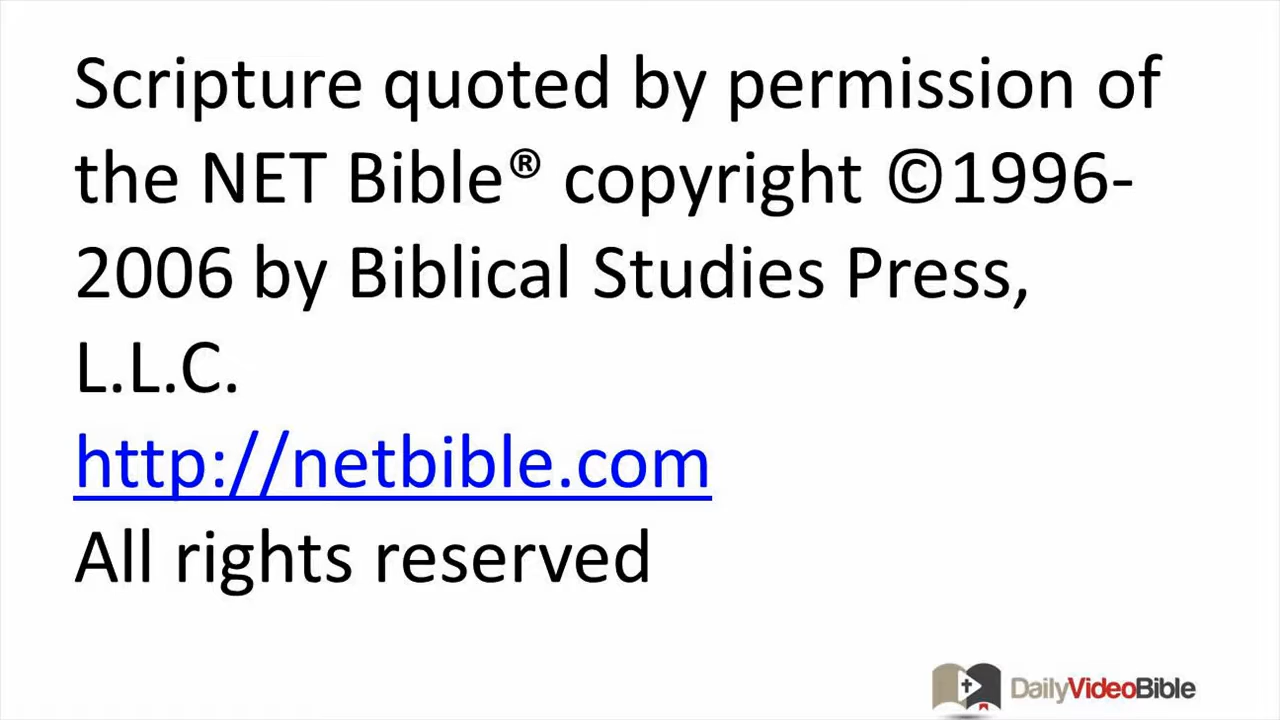 Scripture quoted by permission of
the NET Bible® copyright ©1996-
2006 by Biblical Studies Press,
L.L.C.
http://netbible.com
All rights reserved
DailyVideoBible